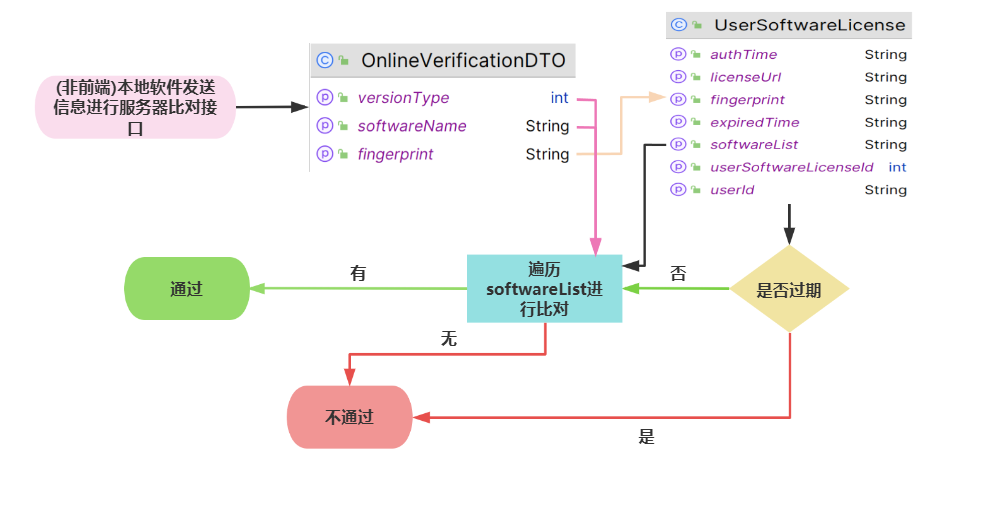 (非前端)本地软件发送
信息进行服务器比对接
口
C OnlineVerificationDTO
p versionType int
p softwareName String
p fingerprint String
C UserSoftwareLicense
p authTime String
p licenseUrl String
p fingerprint String
p expiredTime String
p softwareList String
p userSoftwareLicenseId int
p userId String
是否过期
否
遍历
softwareList进
行比对
有
通过
无
不通过
是